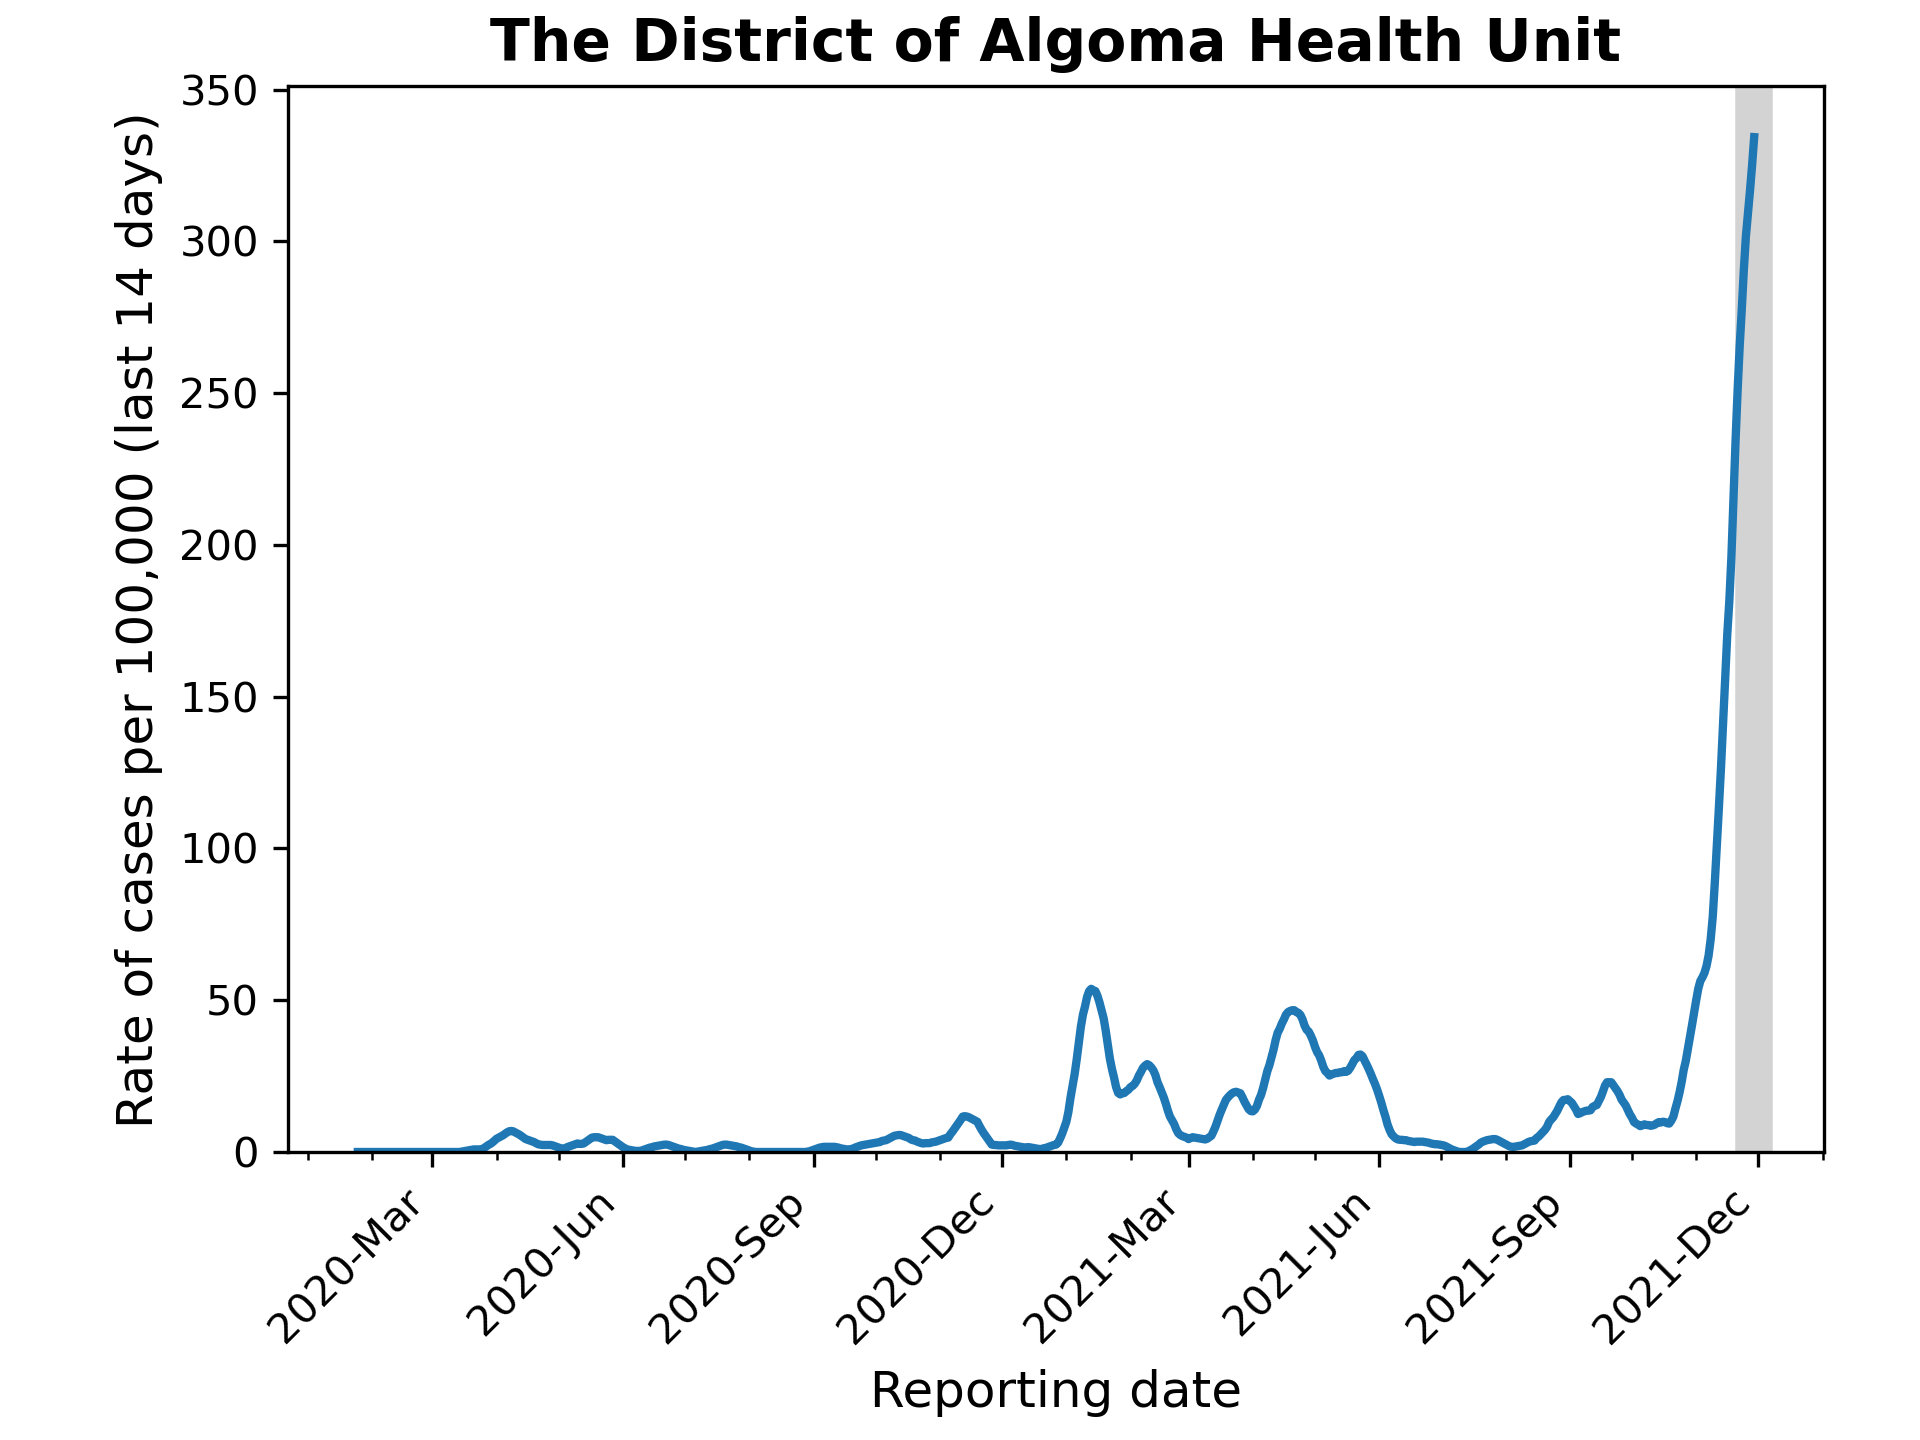 The District of Algoma Health Unit
Rate of cases per 100,000 (last 14 days)
350
300
250
200
150
100
50
0
2020-Mar
2020-Jun
2020-Sep
2020-Dec
2021-Mar
2021-Jun
2021-Sep
2021-Dec
Reporting date